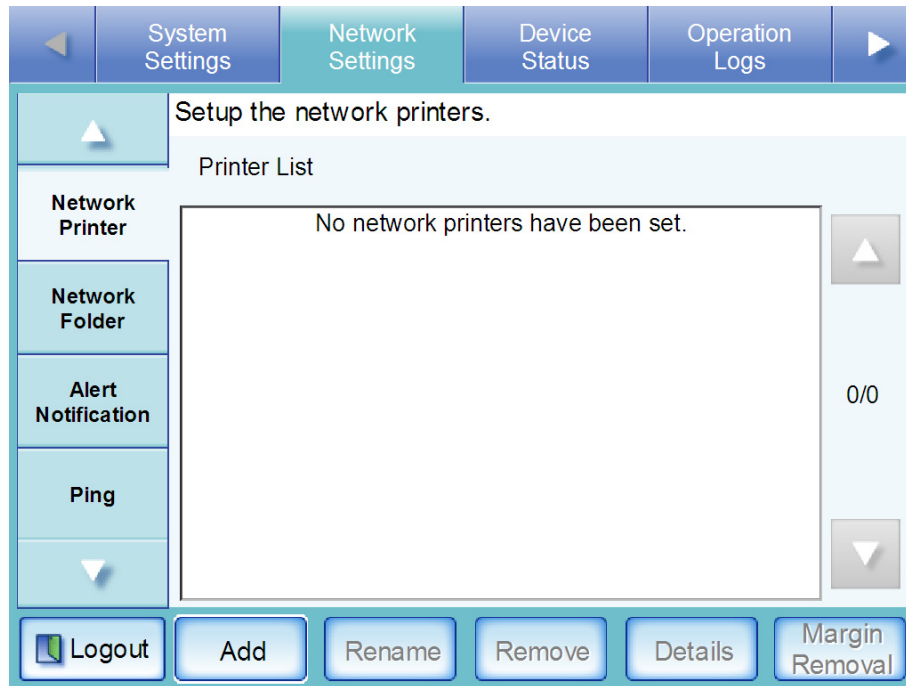 System
Settings
Network
Settings
Device
Status
Operation
Logs
Setup the network printers.
Printer List
Network
Printer
No network printers have been set.
Network
Folder
Alert
Notification
0/0
Ping
Logout
Add
Rename
Remove
Details
Margin
Removal